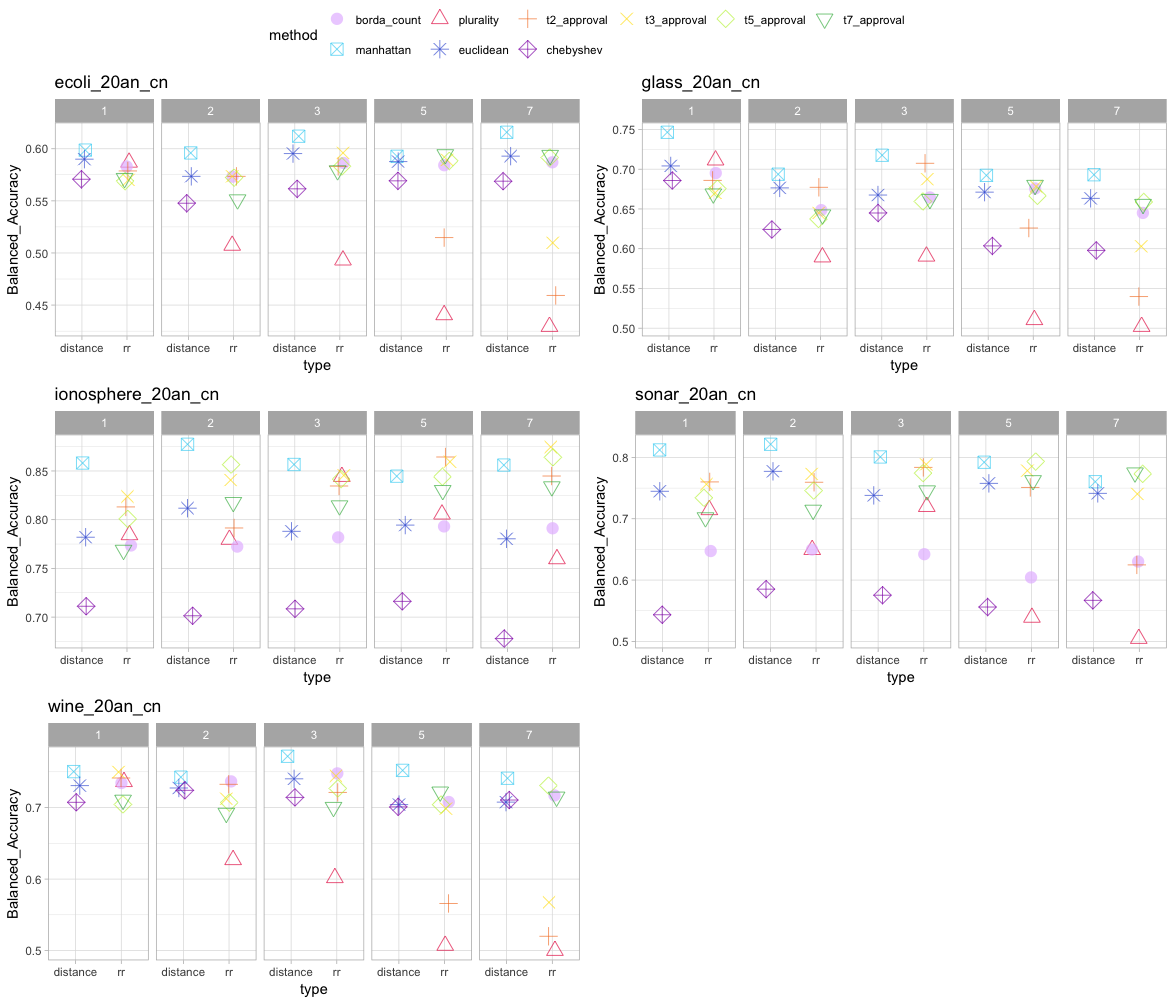 method
borda_count plurality t2_approval t3_approval t5_approval t7_approval
manhattan euclidean chebyshev
ecoli_20an_cn
1 2 3 5 7
Balanced_Accuracy
0.60
0.55
0.50
0.45
distance rr distance rr distance rr distance rr distance rr
type
glass_20an_cn
1 2 3 5 7
Balanced_Accuracy
0.75
0.70
0.65
0.60
0.55
0.50
distance rr distance rr distance rr distance rr distance rr
type
ionosphere_20an_cn
1 2 3 5 7
Balanced_Accuracy
0.85
0.80
0.75
0.70
distance rr distance rr distance rr distance rr distance rr
type
sonar_20an_cn
1 2 3 5 7
Balanced_Accuracy
0.8
0.7
0.6
0.5
distance rr distance rr distance rr distance rr distance rr
type
wine_20an_cn
1 2 3 5 7
Balanced_Accuracy
0.7
0.6
0.5
distance rr distance rr distance rr distance rr distance rr
type